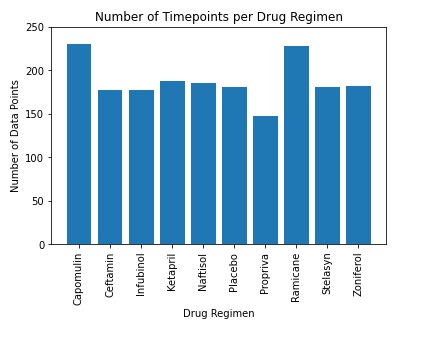 Number of Timepoints per Drug Regimen
Number of Data Points
250
200
150
100
50
0
Capomulin
Ceftamin
Infubinol
Ketapril
Naftisol
Placebo
Propriva
Ramicane
Stelasyn
Zoniferol
Drug Regimen